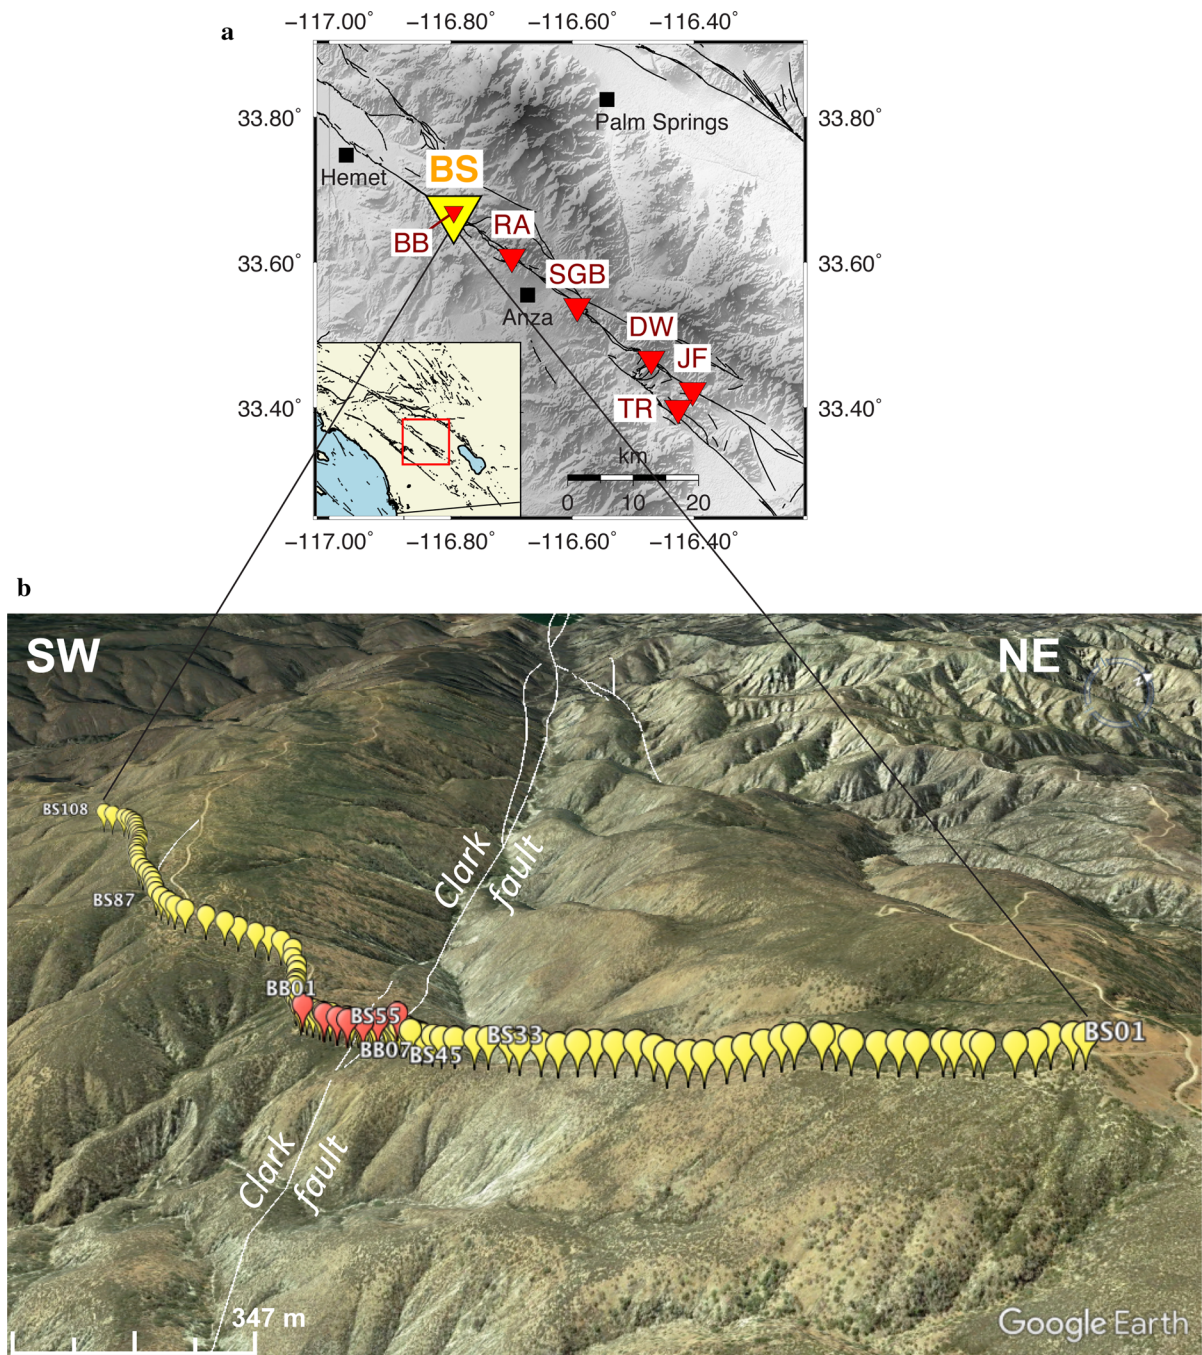 a
−117.00° −116.80° −116.60° −116.40°
33.80° 33.80°
Palm Springs
Hemet
BS
BB
RA
SGB
33.60° 33.60°
Anza
DW
JF
TR
33.40° 33.40°
km
0 10 20
−117.00° −116.80° −116.60° −116.40°
b
SW NE
BS108
Clark
fault
BS87
BB01
BS55
BS33
BS01
BB07
BS45
Clark
fault
347 m
Google Earth